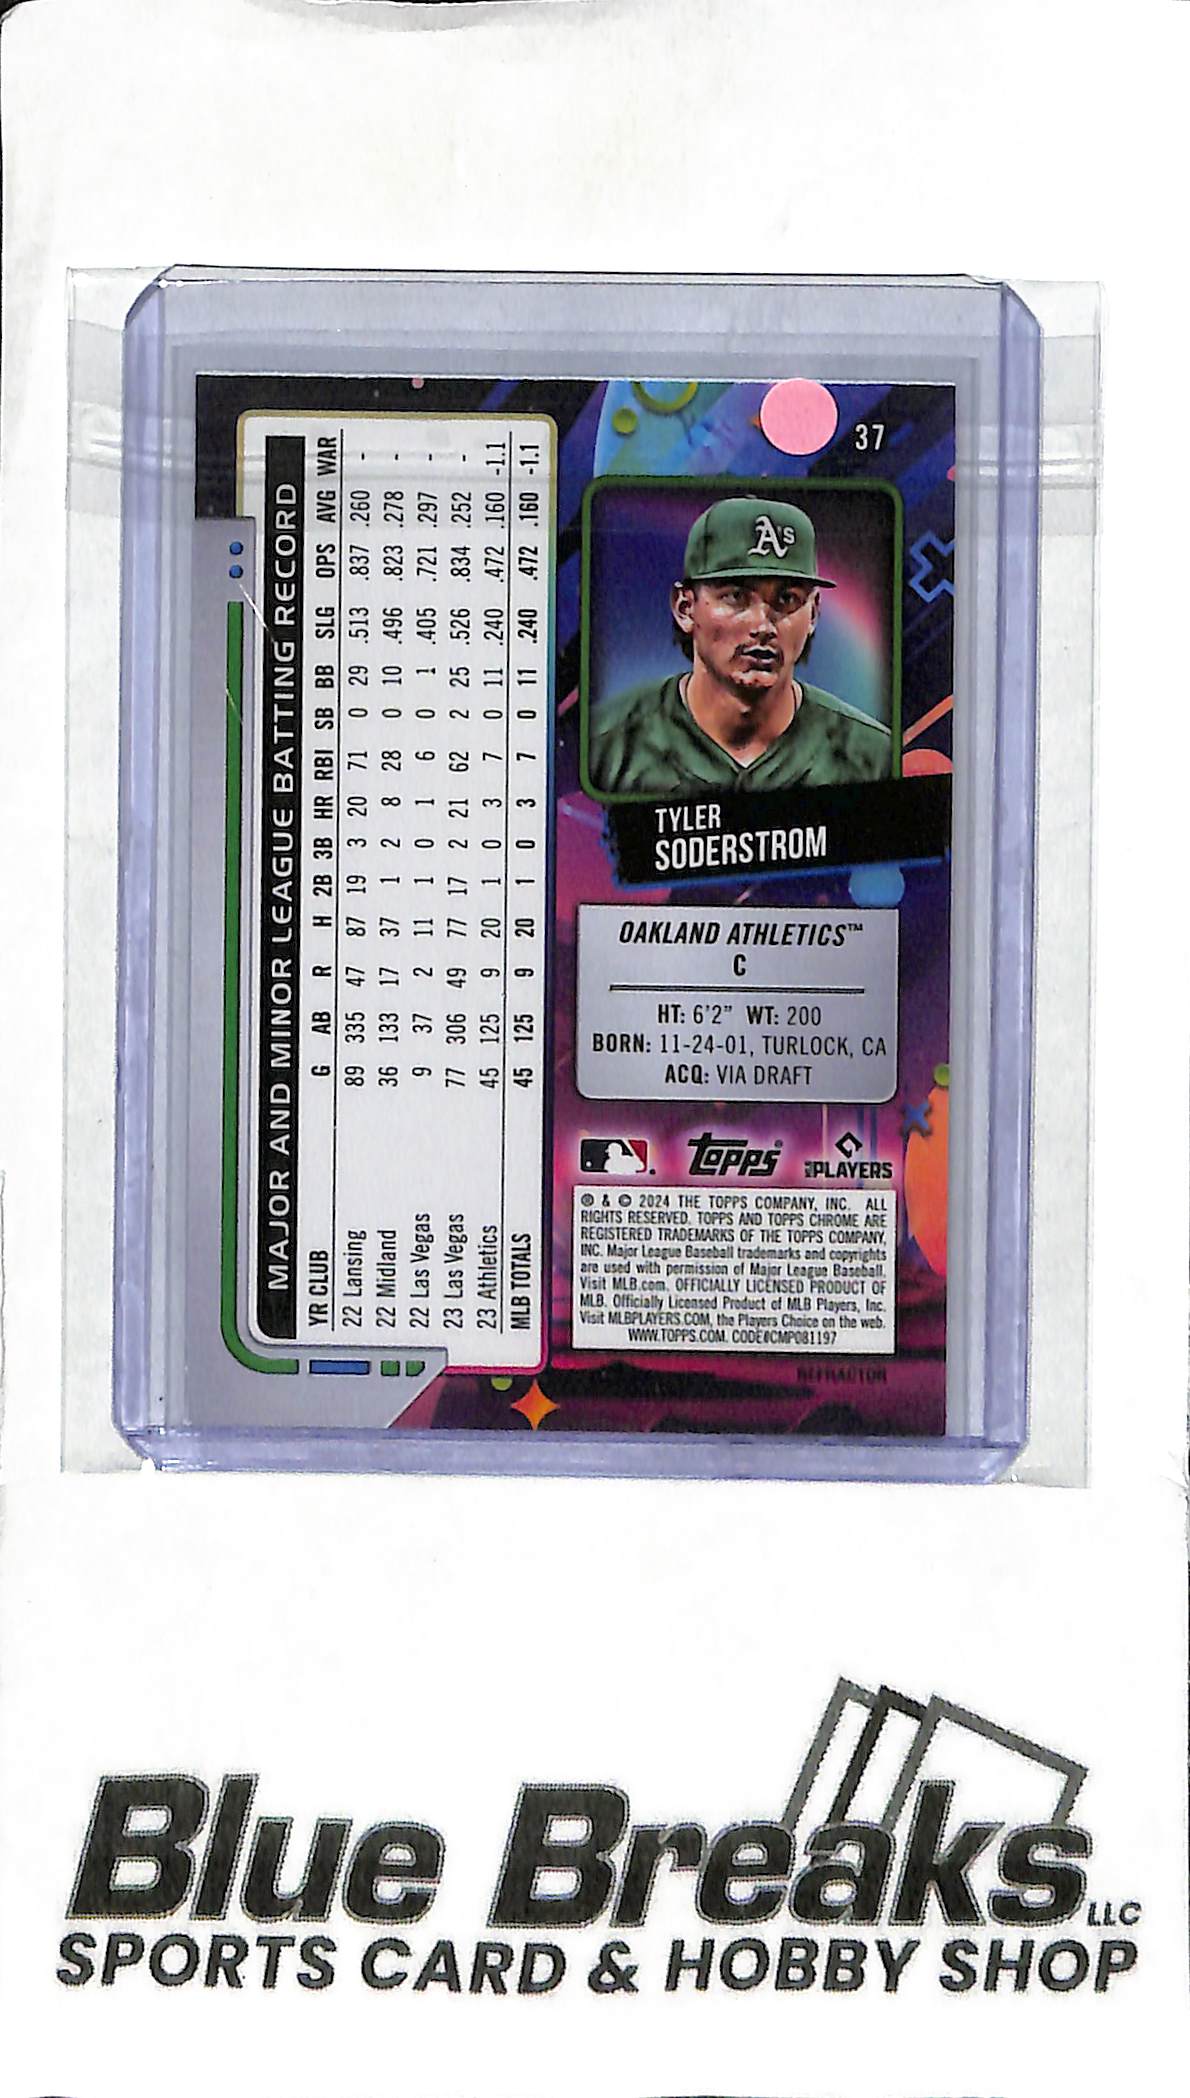 MAJOR AND MINOR LEAGUE BATTING RECORD
YR CLUB G AB R H 2B 3B HR RBI SB BB SLG OPS AVG WAR
22 Lansing 89 335 47 87 19 3 20 71 0 29 .513 .837 .260 -
22 Midland 36 133 17 37 1 2 8 28 0 10 .496 .823 .278 -
22 Las Vegas 9 37 2 11 1 0 1 6 0 1 .405 .721 .297 -
23 Las Vegas 77 306 49 77 17 2 21 62 2 25 .526 .834 .252 -
23 Athletics 45 125 9 20 1 0 3 7 0 11 .240 .472 .160 -1.1
MLB TOTALS 45 125 9 20 1 0 3 7 0 11 .240 .472 .160 -1.1
37
A's
TYLER
SODERSTROM
OAKLAND ATHLETICS™
C
HT: 6'2" WT: 200
BORN: 11-24-01, TURLOCK, CA
ACQ: VIA DRAFT
Topps
PLAYERS
® & © 2024 THE TOPPS COMPANY, INC. ALL
RIGHTS RESERVED. TOPPS AND TOPPS CHROME ARE
REGISTERED TRADEMARKS OF THE TOPPS COMPANY,
INC. Major League Baseball trademarks and copyrights
are used with permission of Major League Baseball.
Visit MLB.com. OFFICIALLY LICENSED PRODUCT OF
MLB. Officially Licensed Product of MLB Players, Inc.
Visit MLBPLAYERS.COM, the Players Choice on the web.
WWW.TOPPS.COM. CODE#CMP081197
REFRACTOR
Blue Breaks LLC
SPORTS CARD & HOBBY SHOP